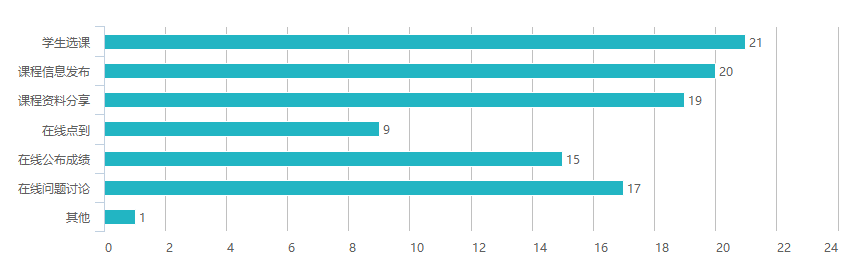 学生选课 21
课程信息发布 20
课程资料分享 19
在线点到 9
在线公布成绩 15
在线问题讨论 17
其他 1
0 2 4 6 8 10 12 14 16 18 20 22 24